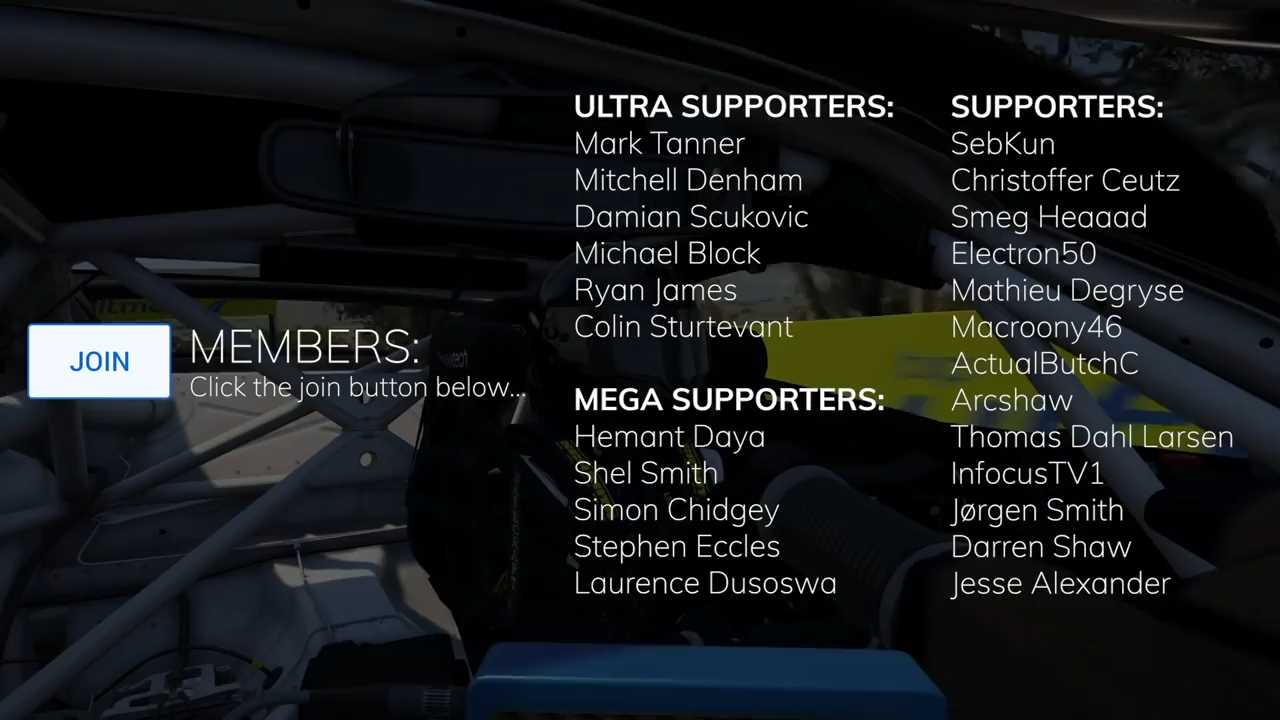 JOIN
MEMBERS:
Click the join button below...
ULTRA SUPPORTERS:
Mark Tanner
Mitchell Denham
Damian Scukovic
Michael Block
Ryan James
Colin Sturtevant
MEGA SUPPORTERS:
Hemant Daya
Shel Smith
Simon Chidgey
Stephen Eccles
Laurence Dusoswa
SUPPORTERS:
SebKun
Christoffer Ceutz
Smeg Heaaad
Electron50
Mathieu Degryse
Macroony46
ActualButchC
Arcshaw
Thomas Dahl Larsen
InfocusTV1
Jørgen Smith
Darren Shaw
Jesse Alexander